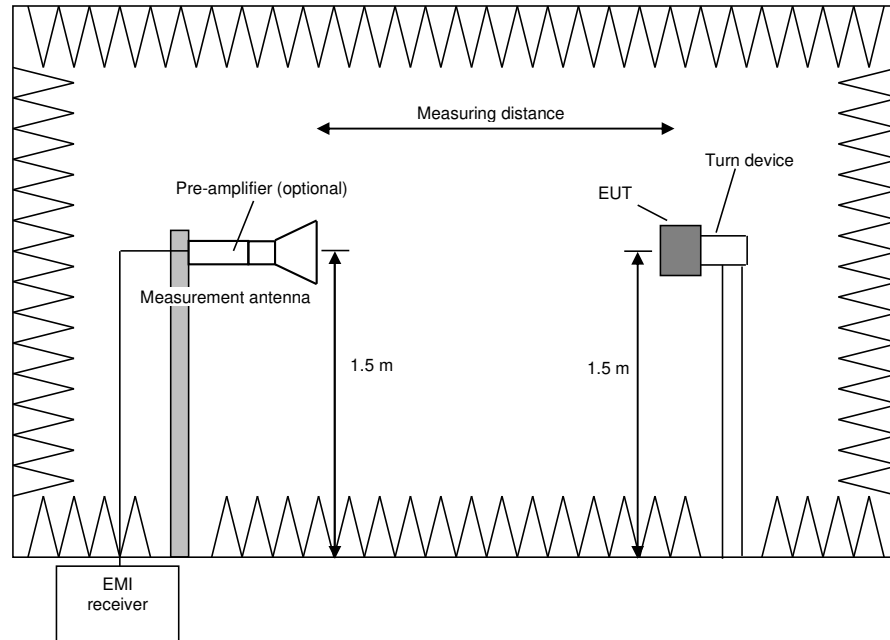 Measuring distance
Turn device
Pre-amplifier (optional)
EUT
Measurement antenna
1.5 m
1.5 m
EMI
receiver